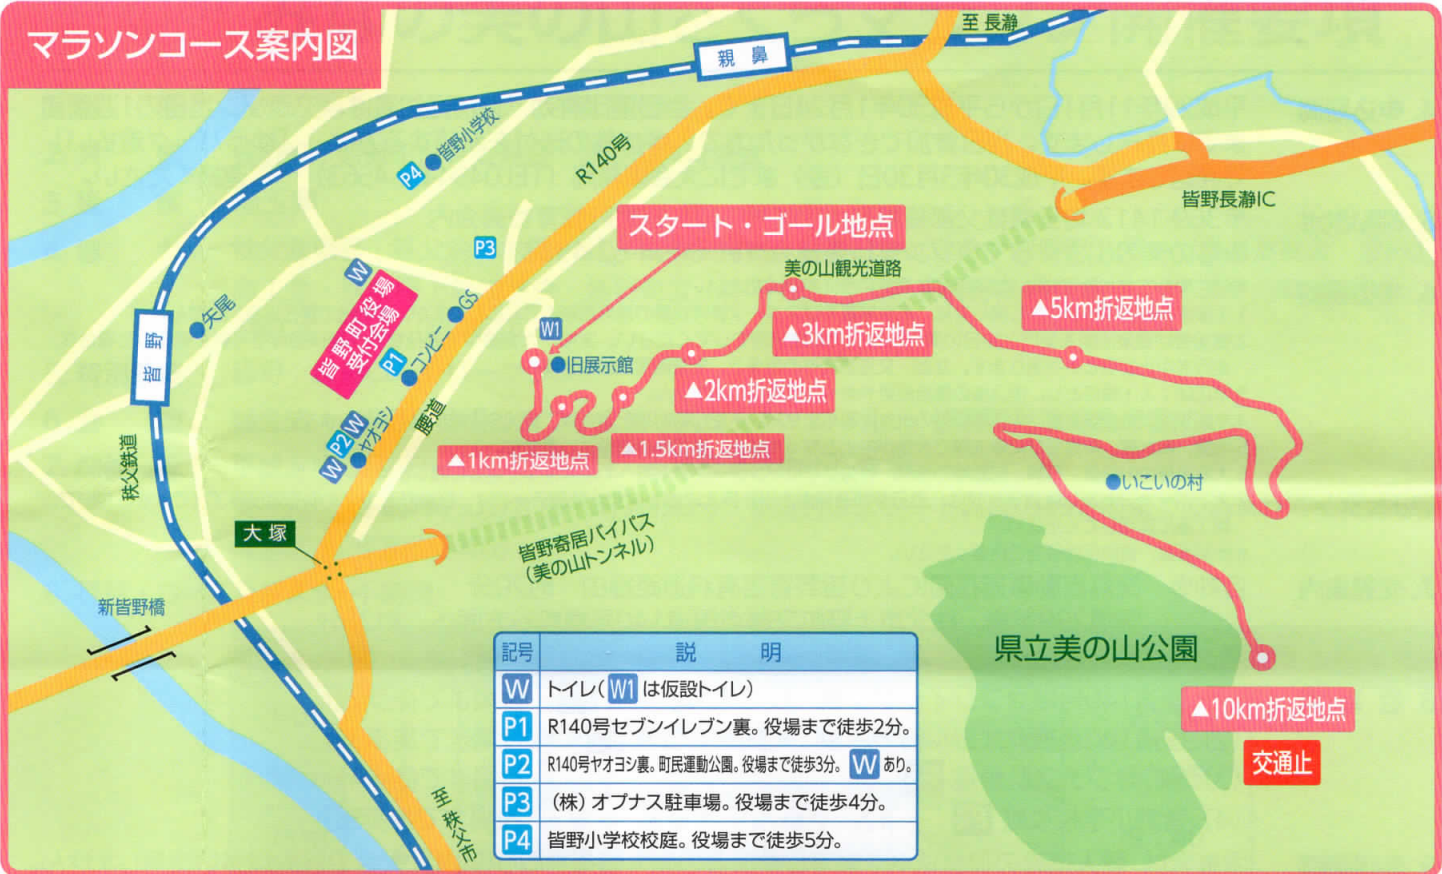 マラソンコース案内図
至 長瀞
親鼻
皆野小学校
P4
R140号
皆野長瀞IC
P3
スタート・ゴール地点
美の山観光道路
W
皆野町役場
受付会場
GS
コンビニ
P1
矢尾
皆野
W1
旧展示館
▲5km折返地点
▲3km折返地点
▲2km折返地点
▲1.5km折返地点
▲1km折返地点
腰道
W
P2
W
ヤオヨシ
秩父鉄道
いこいの村
大塚
皆野寄居バイパス
(美の山トンネル)
新皆野橋
県立美の山公園
▲10km折返地点
交通止
至 秩父市
記号 説明
W トイレ(W1は仮設トイレ)
P1 R140号セブンイレブン裏。役場まで徒歩2分。
P2 R140号ヤオヨシ裏。町民運動公園。役場まで徒歩3分。Wあり。
P3 (株)オプナス駐車場。役場まで徒歩4分。
P4 皆野小学校校庭。役場まで徒歩5分。